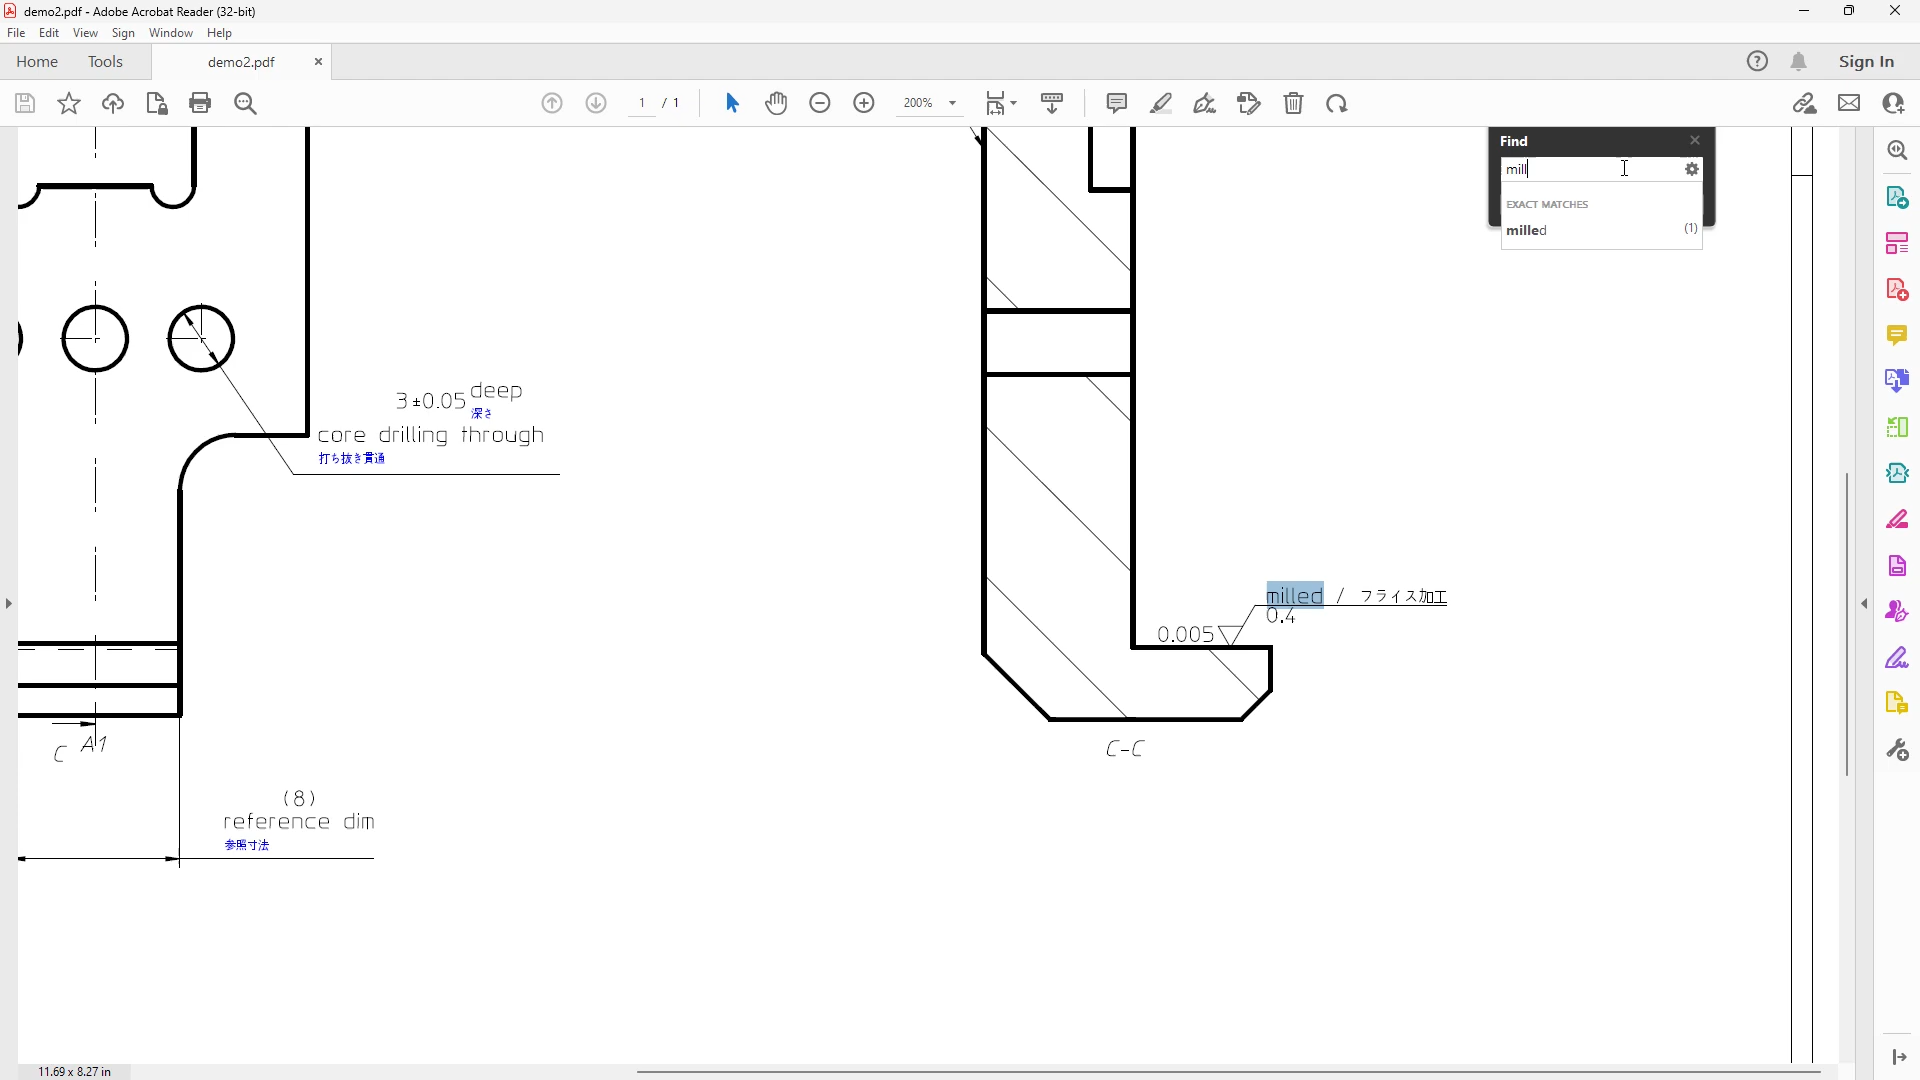 demo2.pdf - Adobe Acrobat Reader (32-bit)
File Edit View Sign Window Help
Home Tools demo2.pdf Sign In
1 / 1 200%
Find
mill
EXACT MATCHES
milled (1)
3±0.05 deep
深さ
core drilling through
打ち抜き貫通
milled / フライス加工
0.4
0.005
C A1
C-C
(8)
reference dim
参照寸法
11.69 x 8.27 in